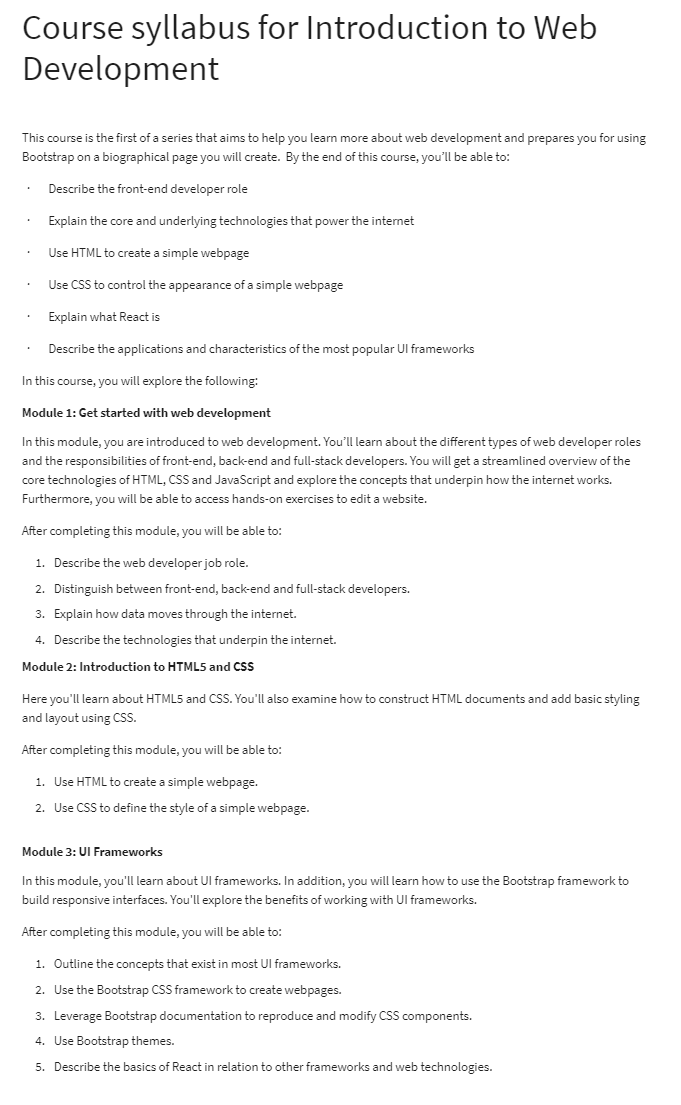 Course syllabus for Introduction to Web
Development
This course is the first of a series that aims to help you learn more about web development and prepares you for using
Bootstrap on a biographical page you will create.  By the end of this course, you'll be able to:
· Describe the front-end developer role
· Explain the core and underlying technologies that power the internet
· Use HTML to create a simple webpage
· Use CSS to control the appearance of a simple webpage
· Explain what React is
· Describe the applications and characteristics of the most popular UI frameworks
In this course, you will explore the following:
Module 1: Get started with web development
In this module, you are introduced to web development. You'll learn about the different types of web developer roles
and the responsibilities of front-end, back-end and full-stack developers. You will get a streamlined overview of the
core technologies of HTML, CSS and JavaScript and explore the concepts that underpin how the internet works.
Furthermore, you will be able to access hands-on exercises to edit a website.
After completing this module, you will be able to:
1. Describe the web developer job role.
2. Distinguish between front-end, back-end and full-stack developers.
3. Explain how data moves through the internet.
4. Describe the technologies that underpin the internet.
Module 2: Introduction to HTML5 and CSS
Here you'll learn about HTML5 and CSS. You'll also examine how to construct HTML documents and add basic styling
and layout using CSS.
After completing this module, you will be able to:
1. Use HTML to create a simple webpage.
2. Use CSS to define the style of a simple webpage.
Module 3: UI Frameworks
In this module, you'll learn about UI frameworks. In addition, you will learn how to use the Bootstrap framework to
build responsive interfaces. You'll explore the benefits of working with UI frameworks.
After completing this module, you will be able to:
1. Outline the concepts that exist in most UI frameworks.
2. Use the Bootstrap CSS framework to create webpages.
3. Leverage Bootstrap documentation to reproduce and modify CSS components.
4. Use Bootstrap themes.
5. Describe the basics of React in relation to other frameworks and web technologies.